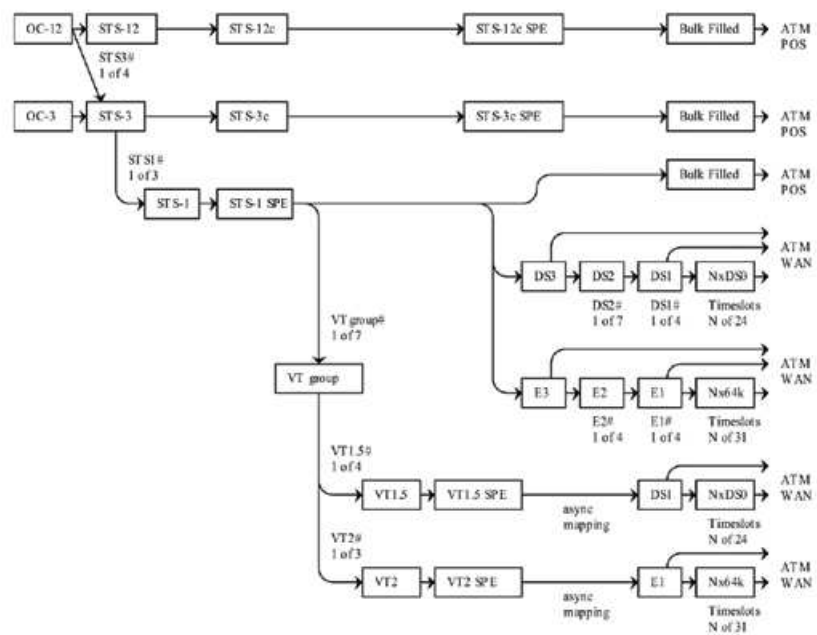 OC-12 STS-12 STS-12c STS-12c SPE Bulk Filled ATM
POS
STS3#
1 of 4
OC-3 STS-3 STS-3c STS-3c SPE Bulk Filled ATM
POS
STS1#
1 of 3
Bulk Filled ATM
POS
STS-1 STS-1 SPE
ATM
WAN
DS3 DS2 DS1 NxDS0
DS2# DS1# Timeslots
1 of 7 1 of 4 N of 24
VT group#
1 of 7
VT group
ATM
WAN
E3 E2 E1 Nx64k
E2# E1# Timeslots
1 of 4 1 of 4 N of 31
VT1.5#
1 of 4
VT1.5 VT1.5 SPE DS1 NxDS0 ATM
WAN
async
mapping
Timeslots
N of 24
VT2#
1 of 3
VT2 VT2 SPE E1 Nx64k ATM
WAN
async
mapping
Timeslots
N of 31